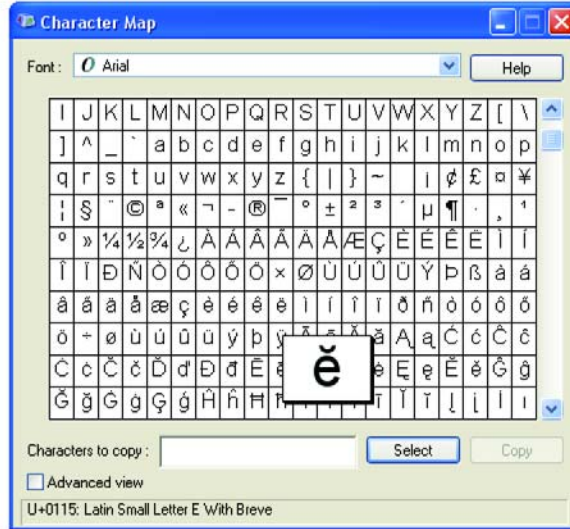 Character Map
Font : O Arial Help
I J K L M N O P Q R S T U V W X Y Z [ \
] ^ _ ` a b c d e f g h i j k l m n o p
q r s t u v w x y z { | } ~ ¡ ¢ £ ¤ ¥
¦ § ¨ © ª « ¬ - ® ¯ ° ± ² ³ ´ µ ¶ · ¸ ¹
º » ¼ ½ ¾ ¿ À Á Â Ã Ä Å Æ Ç È É Ê Ë Ì Í
Î Ï Ð Ñ Ò Ó Ô Õ Ö × Ø Ù Ú Û Ü Ý Þ ß à á
â ã ä å æ ç è é ê ë ì í î ï ð ñ ò ó ô õ
ö ÷ ø ù ú û ü ý þ ÿ ă Ą ą Ć ć Ĉ ĉ
Ċ ċ Č č Ď ď Đ đ Ē ĕ ė Ę ę Ě ě Ĝ ĝ
Ğ ğ Ġ ġ Ģ ģ Ĥ ĥ Ħ ī Ĭ ĭ Į į İ ı
Characters to copy : Select Copy
Advanced view
U+0115: Latin Small Letter E With Breve